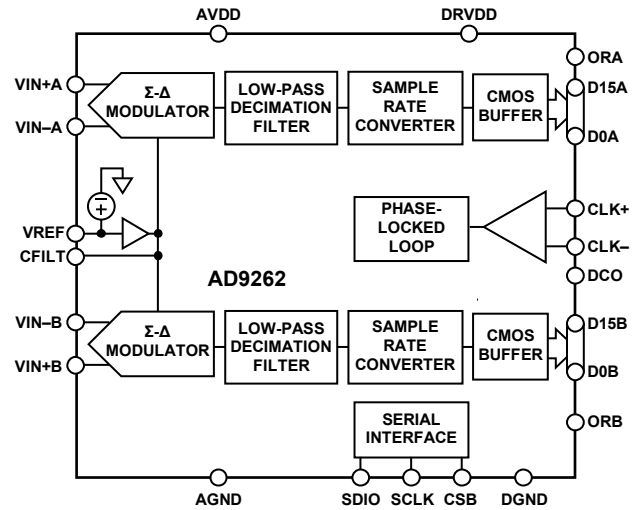 AVDD
DRVDD
ORA
VIN+A
Σ-Δ
MODULATOR
LOW-PASS
DECIMATION
FILTER
SAMPLE
RATE
CONVERTER
CMOS
BUFFER
D15A
VIN–A
D0A
PHASE-
LOCKED
LOOP
CLK+
VREF
CLK–
CFILT
DCO
AD9262
VIN–B
Σ-Δ
MODULATOR
LOW-PASS
DECIMATION
FILTER
SAMPLE
RATE
CONVERTER
CMOS
BUFFER
D15B
VIN+B
D0B
SERIAL
INTERFACE
ORB
AGND
SDIO
SCLK
CSB
DGND